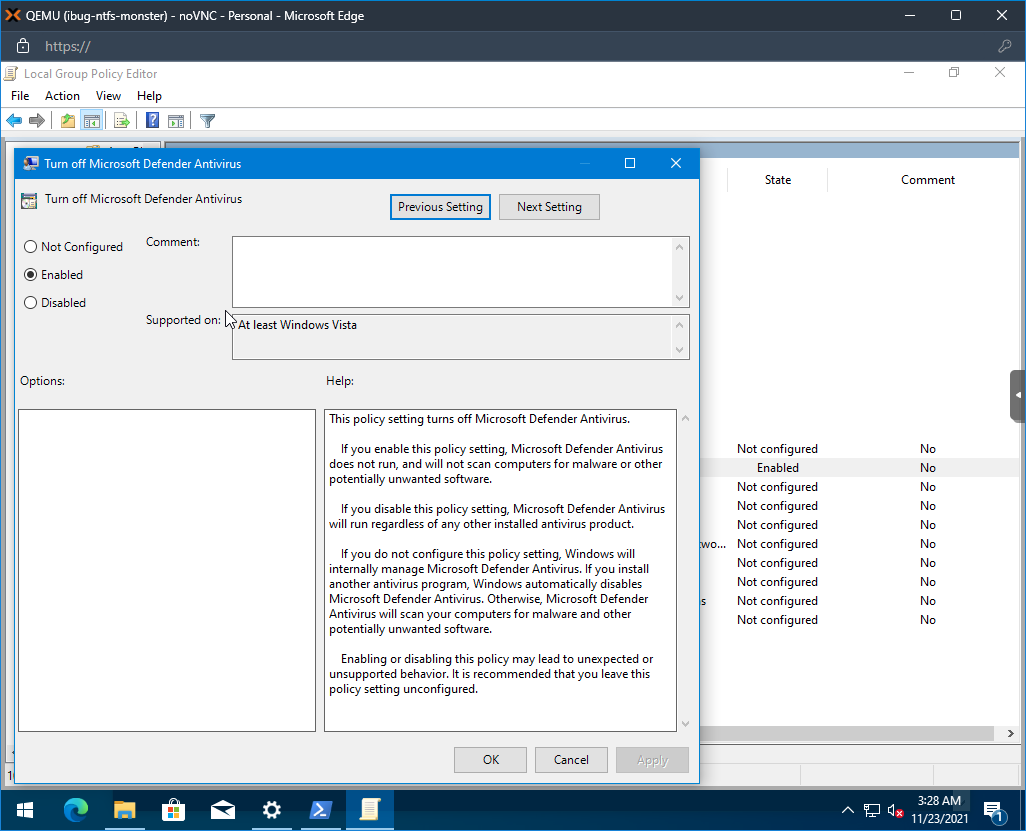 QEMU (ibug-ntfs-monster) - noVNC - Personal - Microsoft Edge
https://
Local Group Policy Editor
File Action View Help
Turn off Microsoft Defender Antivirus
State Comment
Turn off Microsoft Defender Antivirus
Previous Setting Next Setting
Not Configured
Enabled
Disabled
Comment:
Supported on:
At least Windows Vista
Options:
Help:
This policy setting turns off Microsoft Defender Antivirus.
If you enable this policy setting, Microsoft Defender Antivirus
does not run, and will not scan computers for malware or other
potentially unwanted software.
If you disable this policy setting, Microsoft Defender Antivirus
will run regardless of any other installed antivirus product.
If you do not configure this policy setting, Windows will
internally manage Microsoft Defender Antivirus. If you install
another antivirus program, Windows automatically disables
Microsoft Defender Antivirus. Otherwise, Microsoft Defender
Antivirus will scan your computers for malware and other
potentially unwanted software.
Enabling or disabling this policy may lead to unexpected or
unsupported behavior. It is recommended that you leave this
policy setting unconfigured.
Not configured No
Enabled No
Not configured No
Not configured No
Not configured No
two... Not configured No
Not configured No
Not configured No
s Not configured No
Not configured No
OK Cancel Apply
3:28 AM
11/23/2021
1